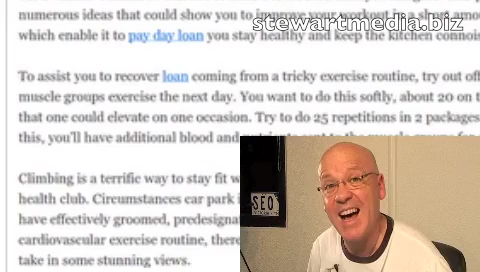 numerous ideas that could show you to improve your workout in a short amou
stewartmedia.biz
which enable it to pay day loan you stay healthy and keep the kitchen connois
To assist you to recover loan coming from a tricky exercise routine, try out off
muscle groups exercise the next day. You want to do this softly, about 20 on t
that one could elevate on one occasion. Try to do 25 repetitions in 2 packages
this, you'll have additional blood and
Climbing is a terrific way to stay fit w
health club. Circumstances car park i
have effectively groomed, predesigna
cardiovascular exercise routine, there
take in some stunning views.
SEO